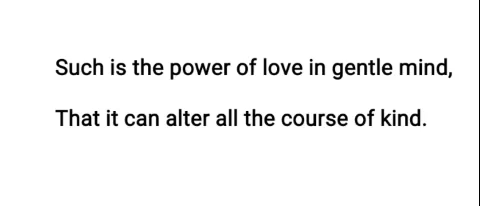 Such is the power of love in gentle mind,
That it can alter all the course of kind.